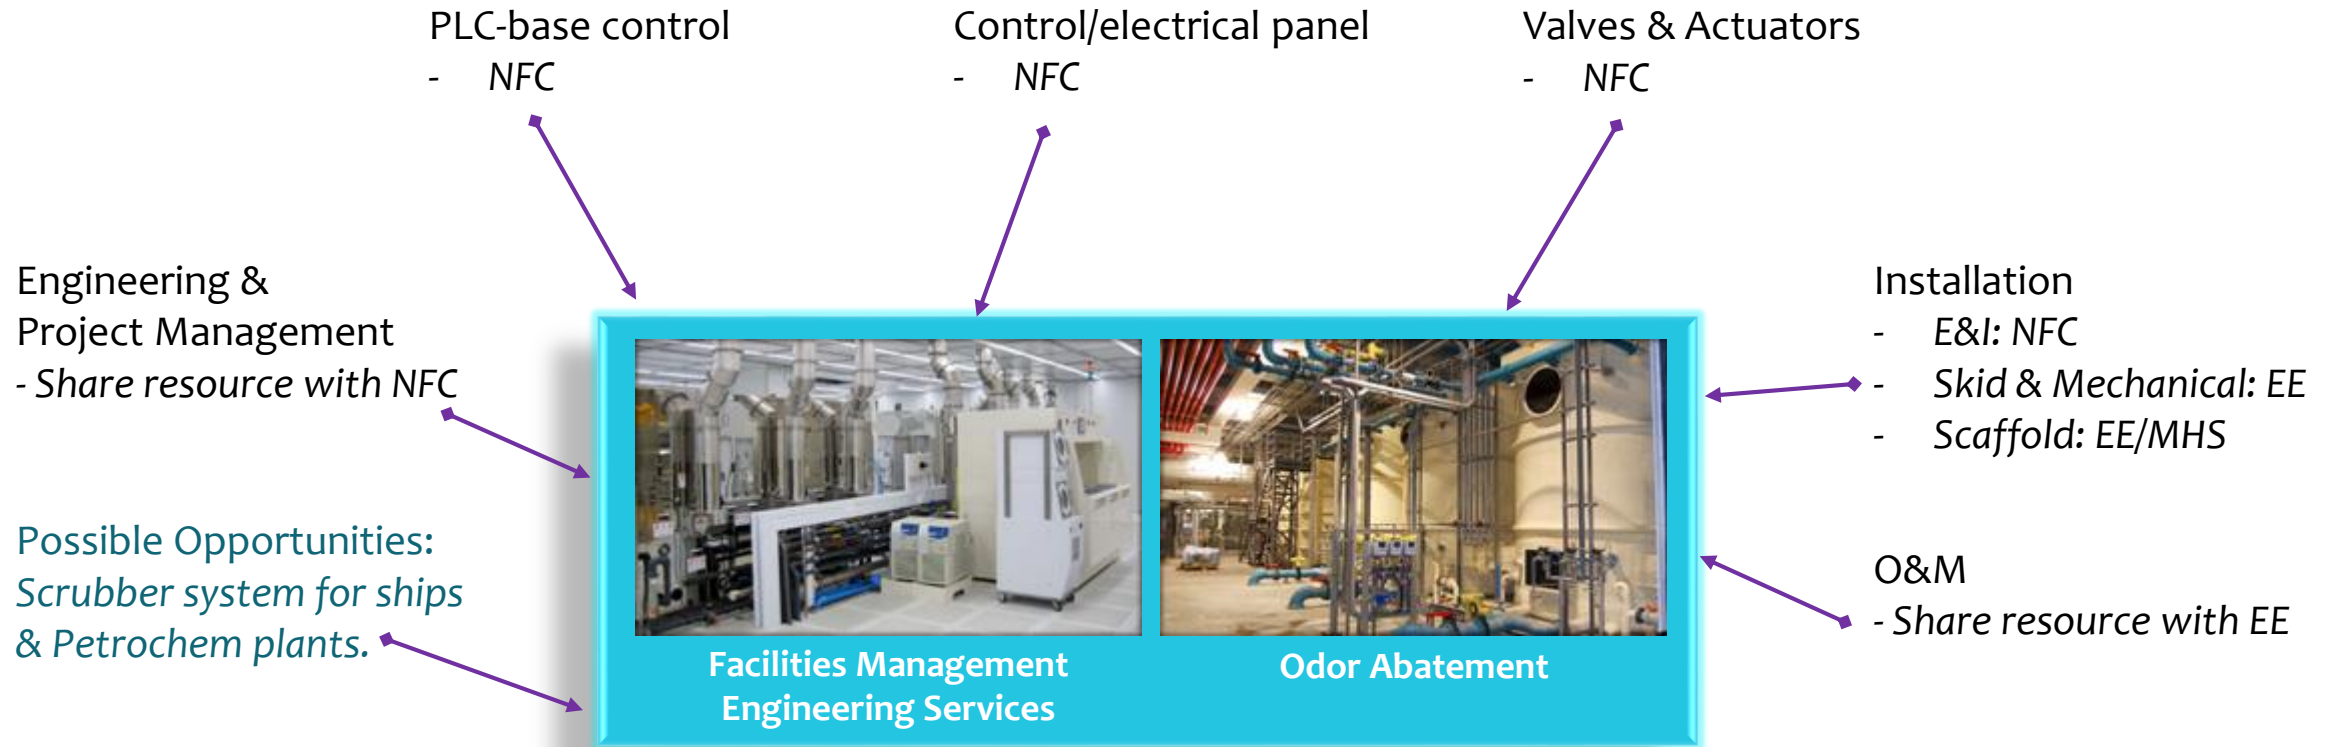 PLC-base control
- NFC
Control/electrical panel
- NFC
Valves & Actuators
- NFC
Engineering &
Project Management
- Share resource with NFC
Possible Opportunities:
Scrubber system for ships
& Petrochem plants.
Facilities Management
Engineering Services
Odor Abatement
Installation
- E&I: NFC
- Skid & Mechanical: EE
- Scaffold: EE/MHS
O&M
- Share resource with EE